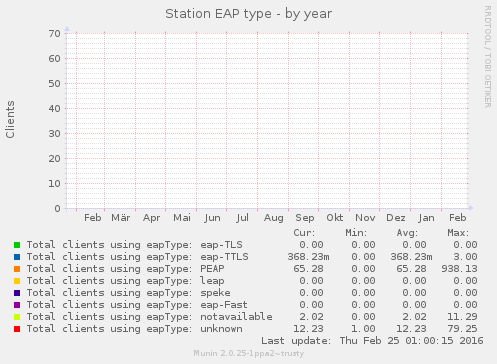 Station EAP type - by year
RRDTOOL / TOBI OETIKER
Clients
70
60
50
40
30
20
10
0
Feb Mär Apr Mai Jun Jul Aug Sep Okt Nov Dez Jan Feb
Cur: Min: Avg: Max:
Total clients using eapType: eap-TLS 0.00 0.00 0.00 0.00
Total clients using eapType: eap-TTLS 368.23m 0.00 368.23m 3.00
Total clients using eapType: PEAP 65.28 0.00 65.28 938.13
Total clients using eapType: leap 0.00 0.00 0.00 0.00
Total clients using eapType: speke 0.00 0.00 0.00 0.00
Total clients using eapType: eap-Fast 0.00 0.00 0.00 0.00
Total clients using eapType: notavailable 2.02 0.00 2.02 11.29
Total clients using eapType: unknown 12.23 1.00 12.23 79.25
Last update: Thu Feb 25 01:00:15 2016
Munin 2.0.25-1ppa2~trusty